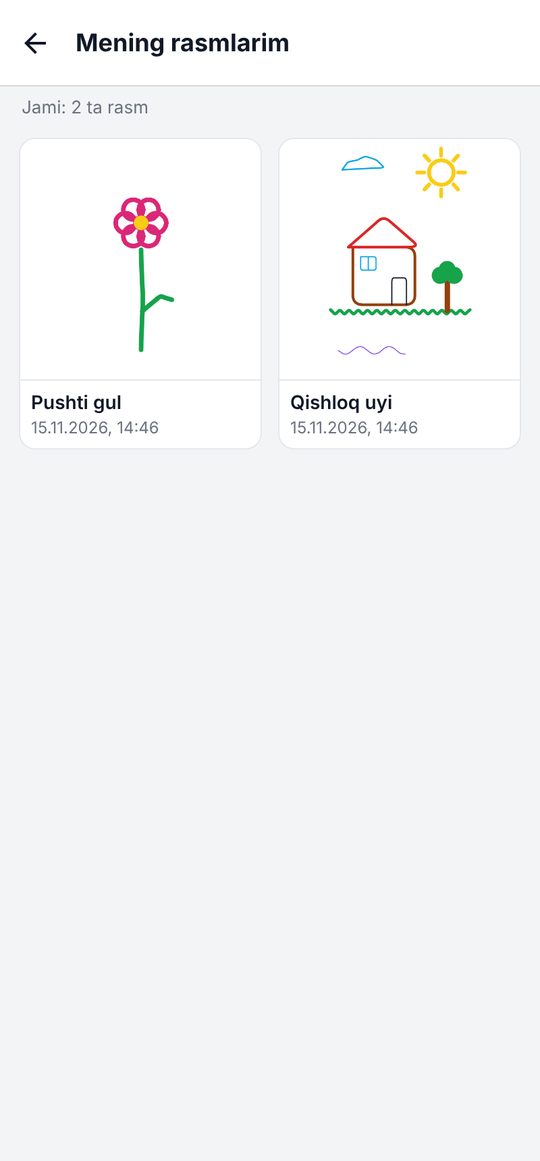 Mening rasmlarim
Jami: 2 ta rasm
Pushti gul
15.11.2026, 14:46
Qishloq uyi
15.11.2026, 14:46